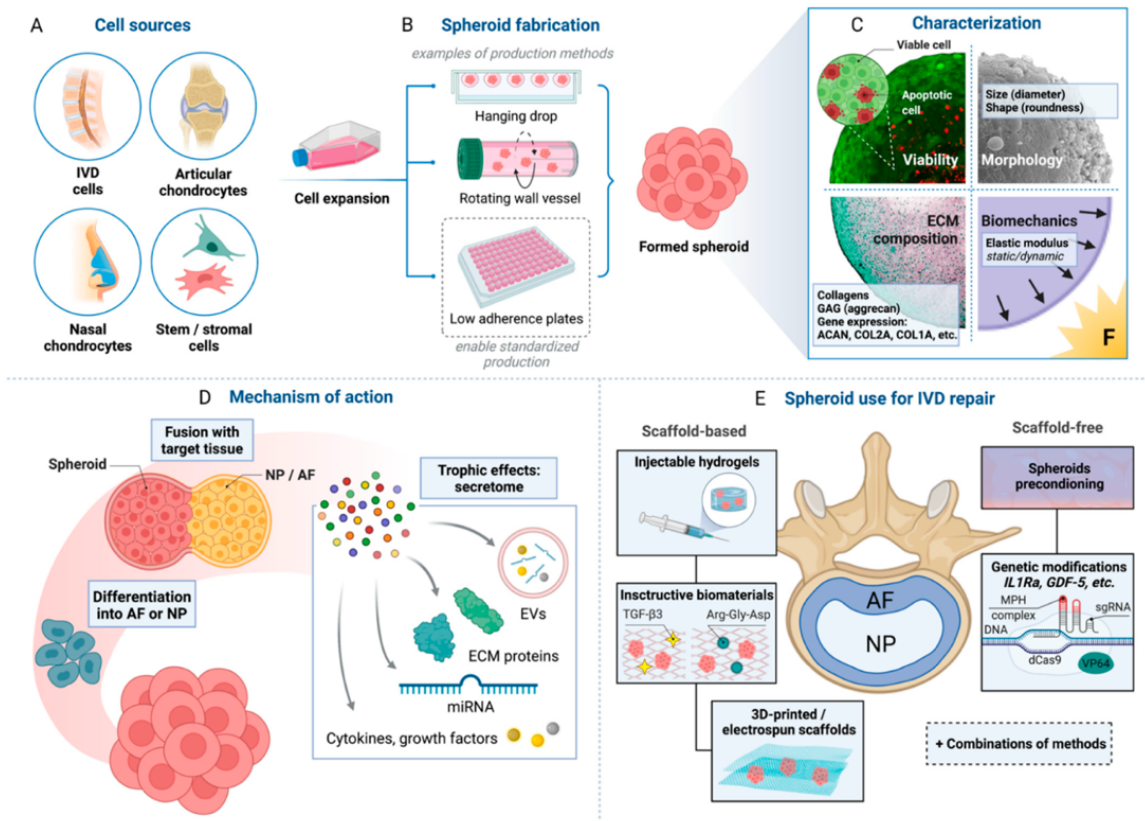 A
Cell sources
IVD
cells
Articular
chondrocytes
Nasal
chondrocytes
Stem / stromal
cells
B
Spheroid fabrication
examples of production methods
Cell expansion
Hanging drop
Rotating wall vessel
Low adherence plates
enable standardized
production
Formed spheroid
C
Characterization
Viable cell
Apoptotic
cell
Viability
Size (diameter)
Shape (roundness)
Morphology
ECM
composition
Collagens
GAG (aggrecan)
Gene expression:
ACAN, COL2A, COL1A, etc.
Biomechanics
Elastic modulus
static/dynamic
F
D
Mechanism of action
Fusion with
target tissue
Spheroid
NP / AF
Differentiation
into AF or NP
Trophic effects:
secretome
EVs
ECM proteins
miRNA
Cytokines, growth factors
E
Spheroid use for IVD repair
Scaffold-based
Injectable hydrogels
Insctructive biomaterials
TGF-β3
Arg-Gly-Asp
3D-printed /
electrospun scaffolds
AF
NP
Scaffold-free
Spheroids
precondioning
Genetic modifications
IL1Ra, GDF-5, etc.
MPH
complex
sgRNA
DNA
dCas9
VP64
+ Combinations of methods